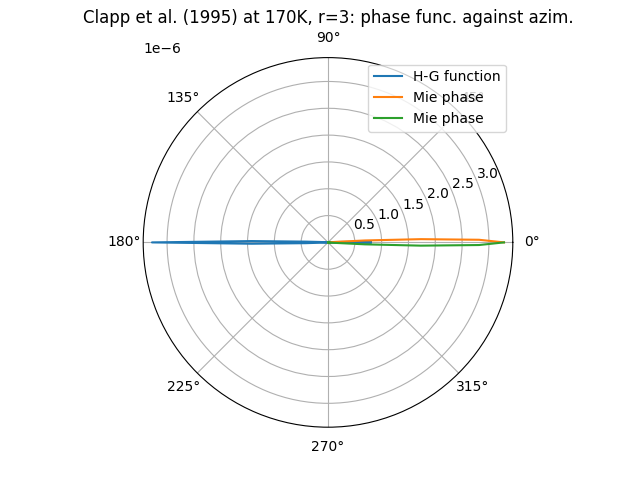 Clapp et al. (1995) at 170K, r=3: phase func. against azim.
1e−6
90°
H-G function
Mie phase
Mie phase
135°
3.0
2.5
2.0
1.5
1.0
0.5
180°
0°
225°
315°
270°